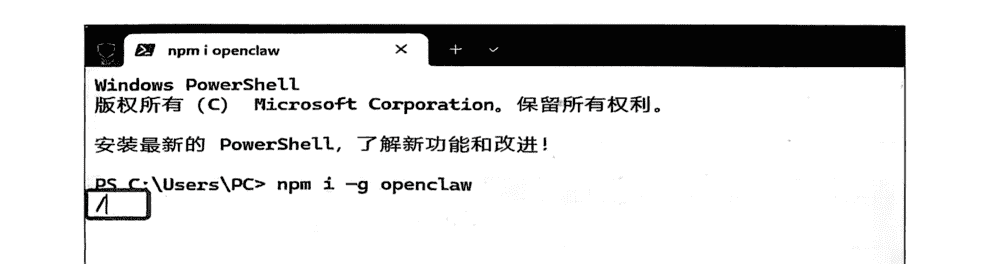 npm i openclaw
Windows PowerShell
版权所有 (C) Microsoft Corporation。保留所有权利。
安装最新的 PowerShell，了解新功能和改进！
PS C:\Users\PC> npm i -g openclaw
/